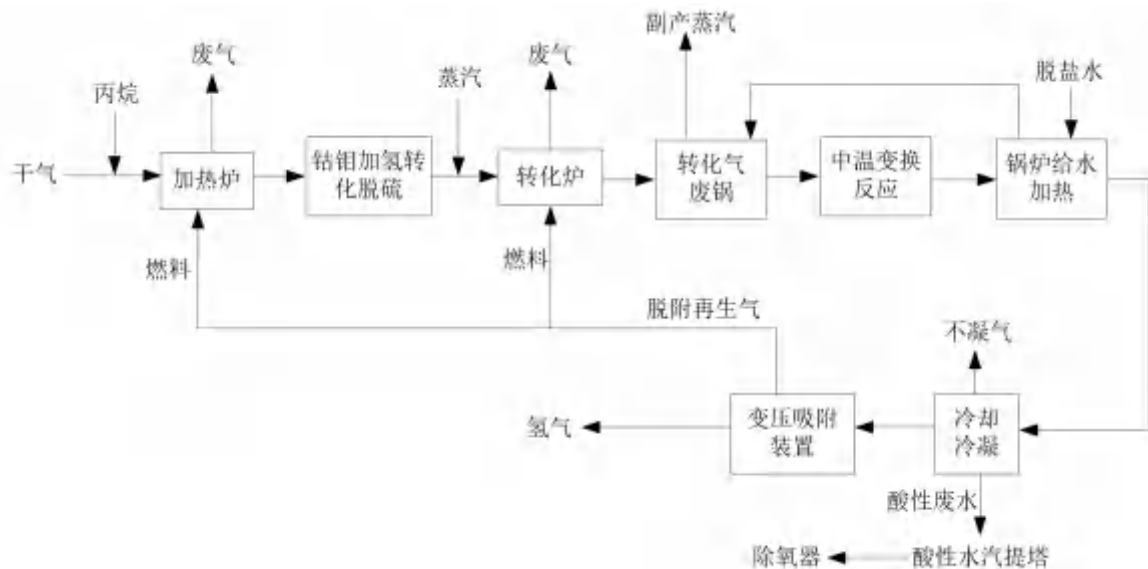 副产蒸汽
废气
废气
蒸汽
脱盐水
丙烷
干气
加热炉
钴钼加氢转
化脱硫
转化炉
转化气
废锅
中温变换
反应
锅炉给水
加热
燃料
燃料
脱附再生气
不凝气
氢气
变压吸附
装置
冷却
冷凝
酸性废水
除氧器
酸性水汽提塔